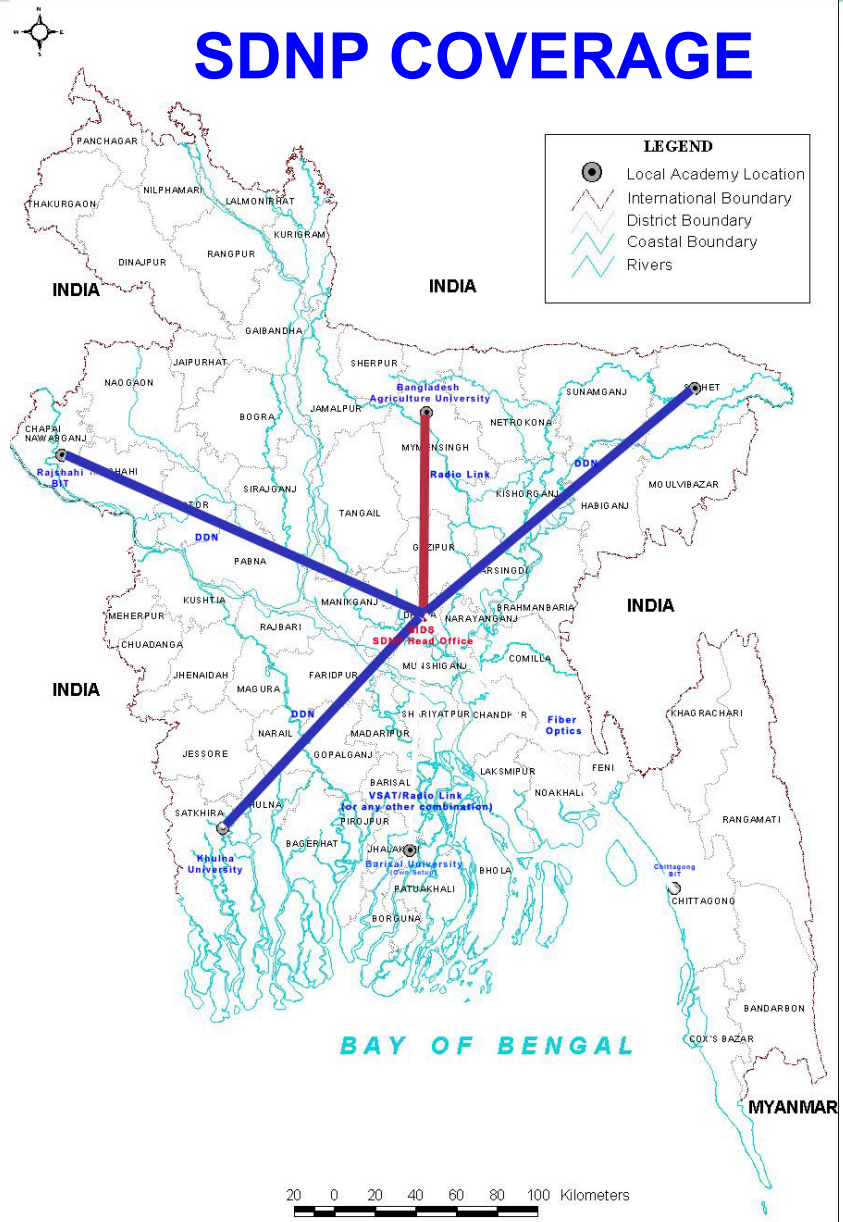 N
W E
S
SDNP COVERAGE
LEGEND
Local Academy Location
International Boundary
District Boundary
Coastal Boundary
Rivers
PANCHAGAR
THAKURGAON
NILPHAMARI
LALMONIRHAT
KURIGRAM
DINAJPUR
RANGPUR
INDIA
INDIA
GAIBANDHA
JAIPURHAT
SHERPUR
NAOGAON
Bangladesh
Agriculture University
SUNAMGANJ
BOGRA
JAMALPUR
NETROKONA
CHAPAI
NAWABGANJ
MYMENSINGH
Rajshahi
BIT
Radio Link
DDN
SIRAJGANJ
KISHORGANJ
MOULVIBAZAR
HABIGANJ
TANGAIL
DDN
GAZIPUR
PABNA
KUSHTIA
MANIKGANJ
BRAHMANBARIA
INDIA
MEHERPUR
RAJBARI
NARAYANGANJ
BIDS
SDNP Head Office
CHUADANGA
COMILLA
JHENAIDAH
FARIDPUR
MUNSHIGANJ
INDIA
MAGURA
DDN
SHARIYATPUR
CHANDPUR
KHAGRACHARI
Fiber
Optics
NARAIL
MADARIPUR
JESSORE
GOPALGANJ
LAKSMIPUR
FENI
BARISAL
NOAKHALI
VSAT/Radio Link
(or any other combination)
SATKHIRA
PIROJPUR
RANGAMATI
BAGERHAT
JHALAKATI
Khulna
University
Barisal University
(Own Setup)
BHOLA
Chittagong
BIT
PATUAKHALI
CHITTAGONG
BORGUNA
BANDARBON
COX'S BAZAR
BAY OF BENGAL
MYANMAR
20 0 20 40 60 80 100 Kilometers